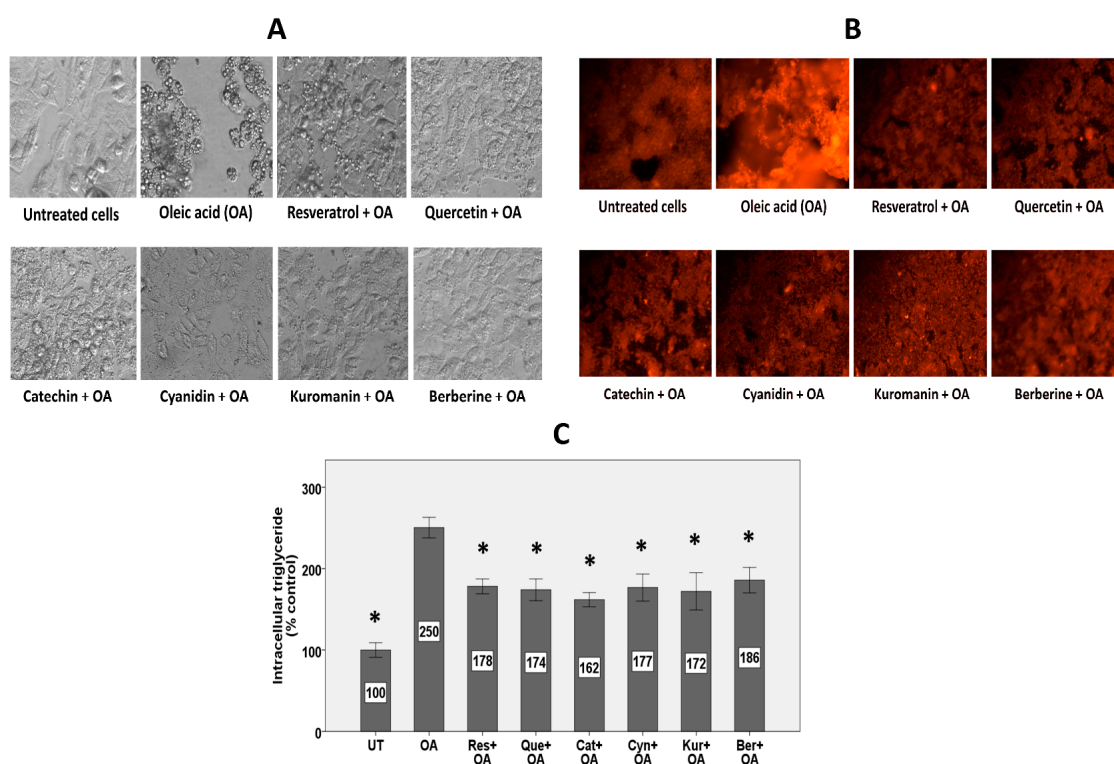 A
B
Untreated cells
Oleic acid (OA)
Resveratrol + OA
Quercetin + OA
Untreated cells
Oleic acid (OA)
Resveratrol + OA
Quercetin + OA
Catechin + OA
Cyanidin + OA
Kuromanin + OA
Berberine + OA
Catechin + OA
Cyanidin + OA
Kuromanin + OA
Berberine + OA
C
Intracellular triglyceride
(% control)
300
200
100
0
*
*
*
*
*
*
*
100
250
178
174
162
177
172
186
UT
OA
Res+
OA
Que+
OA
Cat+
OA
Cyn+
OA
Kur+
OA
Ber+
OA